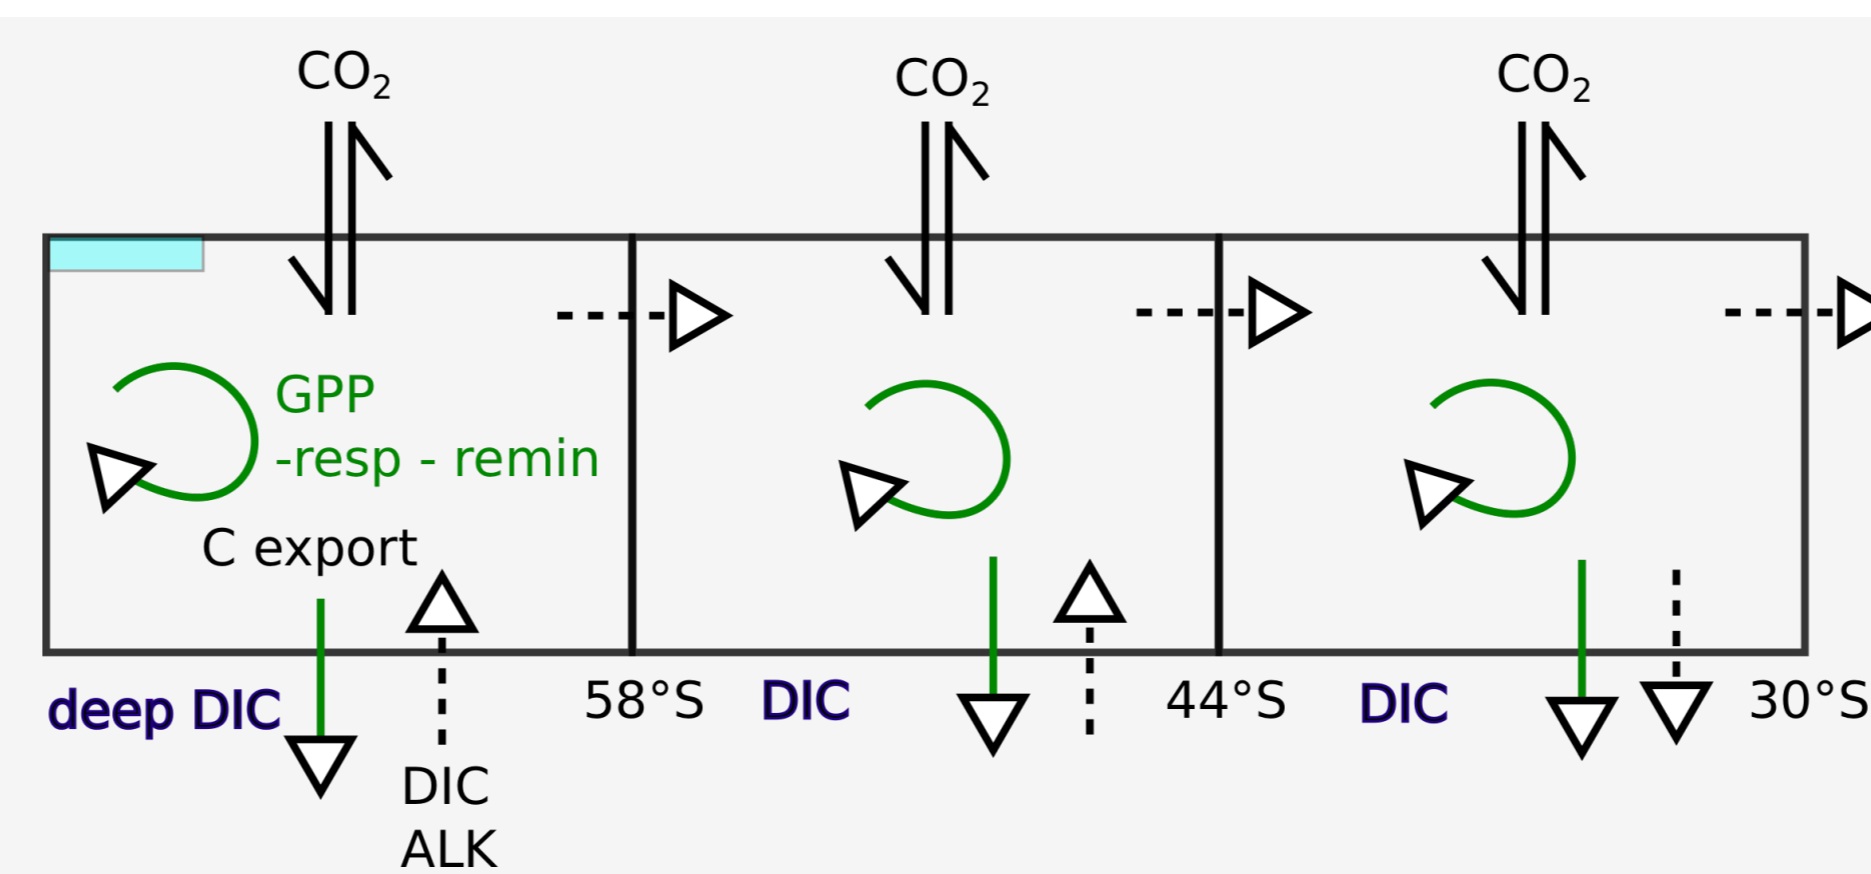 CO₂
CO₂
CO₂
GPP
-resp - remin
C export
deep DIC
58°S
DIC
44°S
DIC
30°S
DIC
ALK